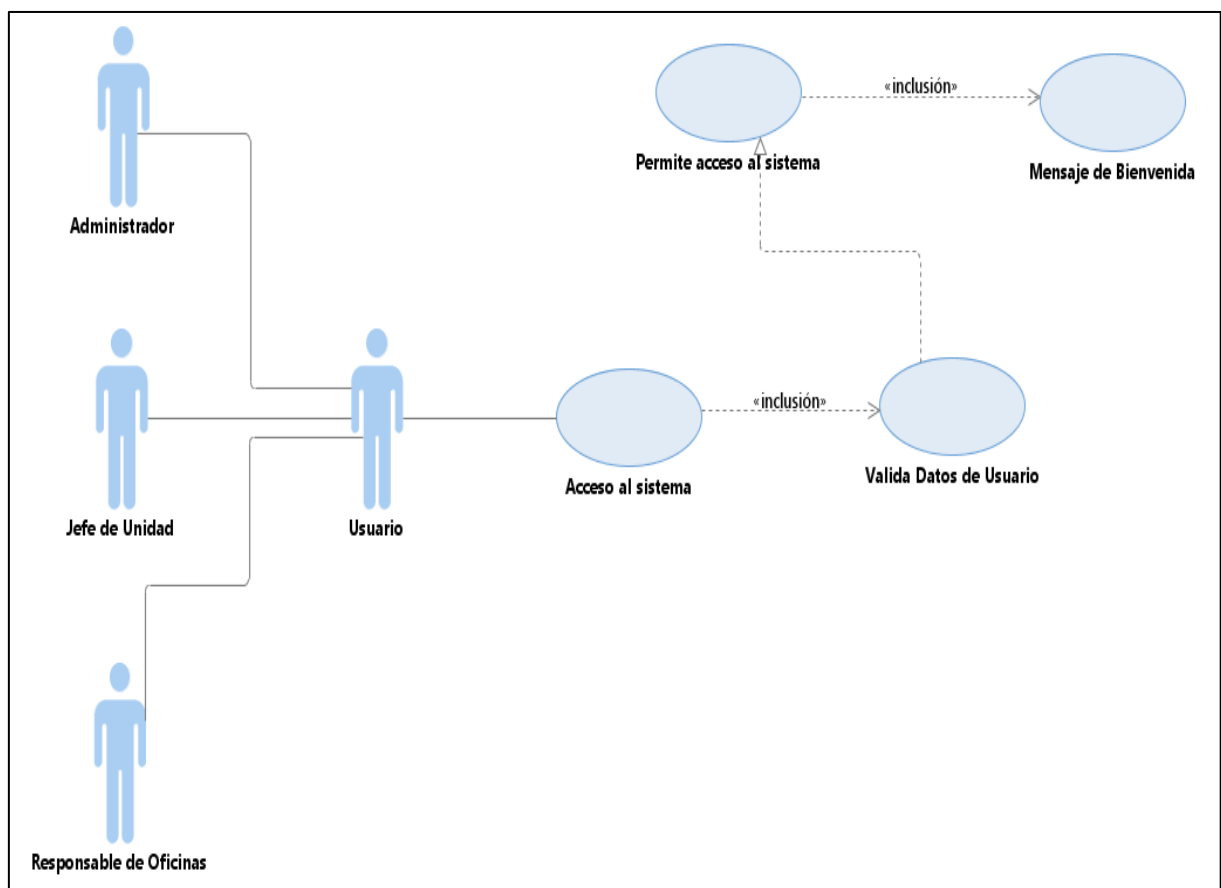 «inclusión»
Permite acceso al sistema
Mensaje de Bienvenida
Administrador
«inclusión»
Acceso al sistema
Valida Datos de Usuario
Jefe de Unidad
Usuario
Responsable de Oficinas